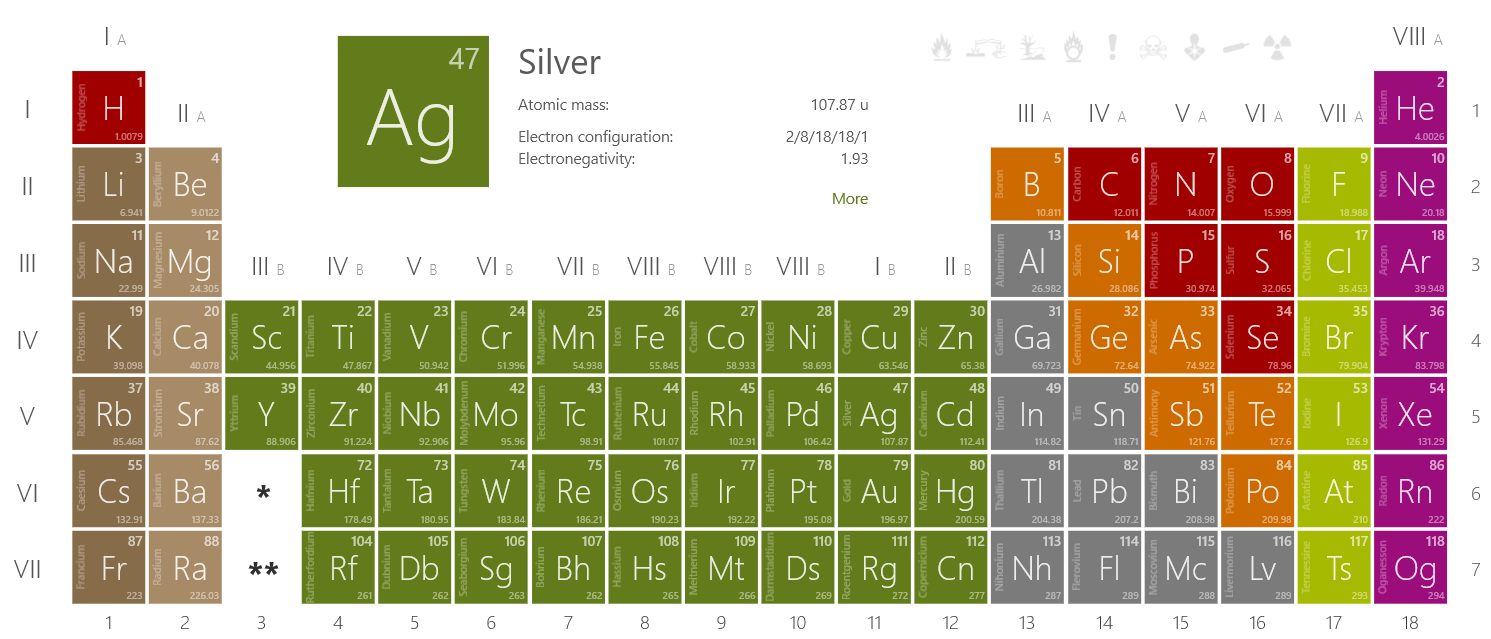 I A
VIII A
47
Ag
Silver
Atomic mass: 107.87 u
Electron configuration: 2/8/18/18/1
Electronegativity: 1.93
More
II A
III A IV A V A VI A VII A
III B IV B V B VI B VII B VIII B VIII B VIII B I B II B
I
Hydrogen 1 H 1.0079
Helium 2 He 4.0026
1
II
Lithium 3 Li 6.941
Beryllium 4 Be 9.0122
Boron 5 B 10.811
Carbon 6 C 12.011
Nitrogen 7 N 14.007
Oxygen 8 O 15.999
Fluorine 9 F 18.988
Neon 10 Ne 20.18
2
III
Sodium 11 Na 22.99
Magnesium 12 Mg 24.305
Aluminium 13 Al 26.982
Silicon 14 Si 28.086
Phosphorus 15 P 30.974
Sulfur 16 S 32.065
Chlorine 17 Cl 35.453
Argon 18 Ar 39.948
3
IV
Potassium 19 K 39.098
Calcium 20 Ca 40.078
Scandium 21 Sc 44.956
Titanium 22 Ti 47.867
Vanadium 23 V 50.942
Chromium 24 Cr 51.996
Manganese 25 Mn 54.938
Iron 26 Fe 55.845
Cobalt 27 Co 58.933
Nickel 28 Ni 58.693
Copper 29 Cu 63.546
Zinc 30 Zn 65.38
Gallium 31 Ga 69.723
Germanium 32 Ge 72.64
Arsenic 33 As 74.922
Selenium 34 Se 78.96
Bromine 35 Br 79.904
Krypton 36 Kr 83.798
4
V
Rubidium 37 Rb 85.468
Strontium 38 Sr 87.62
Yttrium 39 Y 88.906
Zirconium 40 Zr 91.224
Niobium 41 Nb 92.906
Molybdenum 42 Mo 95.96
Technetium 43 Tc 98.91
Ruthenium 44 Ru 101.07
Rhodium 45 Rh 102.91
Palladium 46 Pd 106.42
Silver 47 Ag 107.87
Cadmium 48 Cd 112.41
Indium 49 In 114.82
Tin 50 Sn 118.71
Antimony 51 Sb 121.76
Tellurium 52 Te 127.6
Iodine 53 I 126.9
Xenon 54 Xe 131.29
5
VI
Caesium 55 Cs 132.91
Barium 56 Ba 137.33
*
Hafnium 72 Hf 178.49
Tantalum 73 Ta 180.95
Tungsten 74 W 183.84
Rhenium 75 Re 186.21
Osmium 76 Os 190.23
Iridium 77 Ir 192.22
Platinum 78 Pt 195.08
Gold 79 Au 196.97
Mercury 80 Hg 200.59
Thallium 81 Tl 204.38
Lead 82 Pb 207.2
Bismuth 83 Bi 208.98
Polonium 84 Po 209.98
Astatine 85 At 210
Radon 86 Rn 222
6
VII
Francium 87 Fr 223
Radium 88 Ra 226.03
**
Rutherfordium 104 Rf 261
Dubnium 105 Db 262
Seaborgium 106 Sg 263
Bohrium 107 Bh 262
Hassium 108 Hs 265
Meitnerium 109 Mt 266
Darmstadtium 110 Ds 269
Roentgenium 111 Rg 272
Copernicium 112 Cn 277
Nihonium 113 Nh 287
Flerovium 114 Fl 289
Moscovium 115 Mc 288
Livermorium 116 Lv 289
Tennessine 117 Ts 293
Oganesson 118 Og 294
7
1 2 3 4 5 6 7 8 9 10 11 12 13 14 15 16 17 18